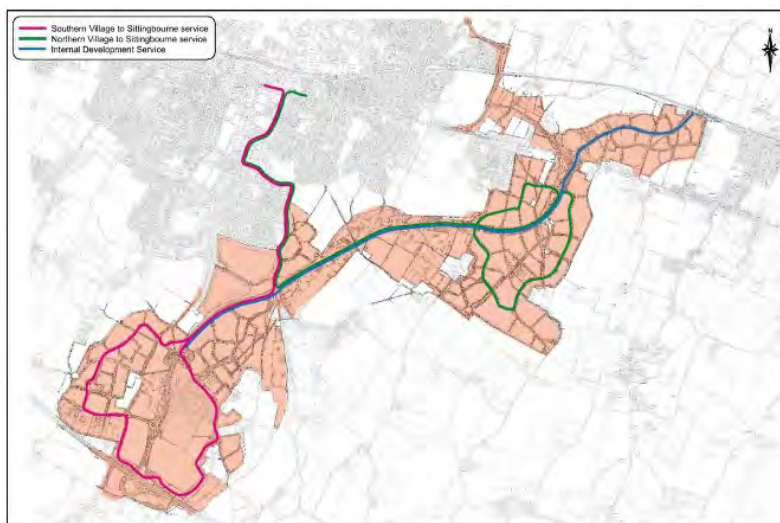 Southern Village to Sittingbourne service
Northern Village to Sittingbourne service
Internal Development Service
N